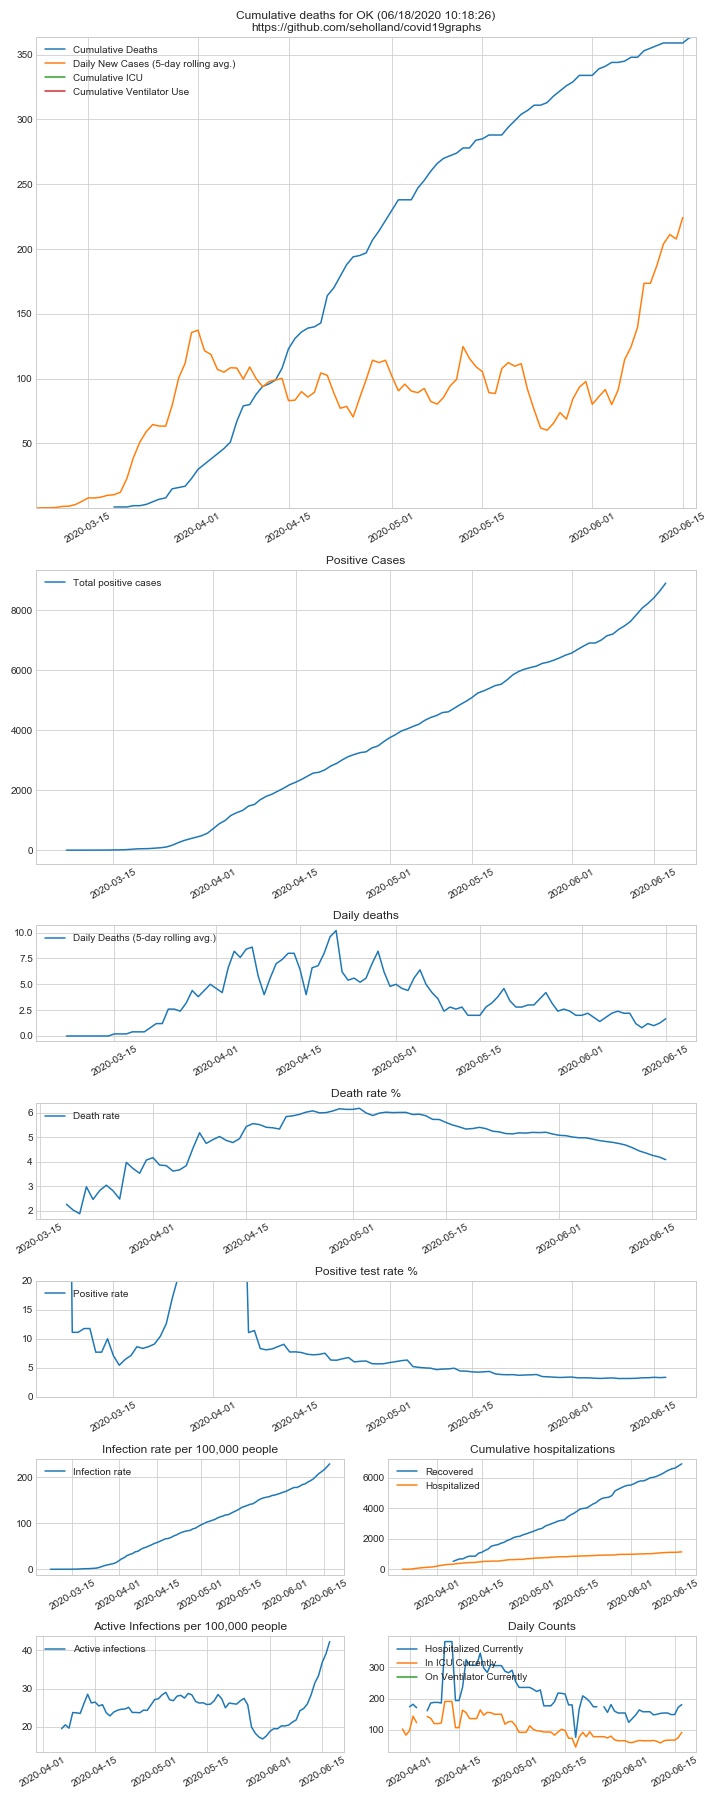 Cumulative deaths for OK (06/18/2020 10:18:26)
https://github.com/seholland/covid19graphs
Cumulative Deaths
Daily New Cases (5-day rolling avg.)
Cumulative ICU
Cumulative Ventilator Use
350
300
250
200
150
100
50
2020-03-15 2020-04-01 2020-04-15 2020-05-01 2020-05-15 2020-06-01 2020-06-15
Positive Cases
Total positive cases
8000
6000
4000
2000
0
2020-03-15 2020-04-01 2020-04-15 2020-05-01 2020-05-15 2020-06-01 2020-06-15
Daily deaths
Daily Deaths (5-day rolling avg.)
10.0
7.5
5.0
2.5
0.0
2020-03-15 2020-04-01 2020-04-15 2020-05-01 2020-05-15 2020-06-01 2020-06-15
Death rate %
Death rate
6
5
4
3
2
2020-03-15 2020-04-01 2020-04-15 2020-05-01 2020-05-15 2020-06-01 2020-06-15
Positive test rate %
Positive rate
20
15
10
5
0
2020-03-15 2020-04-01 2020-04-15 2020-05-01 2020-05-15 2020-06-01 2020-06-15
Infection rate per 100,000 people
Infection rate
200
100
0
2020-03-15 2020-04-01 2020-04-15 2020-05-01 2020-05-15 2020-06-01 2020-06-15
Cumulative hospitalizations
Recovered
Hospitalized
6000
4000
2000
0
2020-04-01 2020-04-15 2020-05-01 2020-05-15 2020-06-01 2020-06-15
Active Infections per 100,000 people
Active infections
40
30
20
2020-04-01 2020-04-15 2020-05-01 2020-05-15 2020-06-01 2020-06-15
Daily Counts
Hospitalized Currently
In ICU Currently
On Ventilator Currently
300
200
100
2020-04-01 2020-04-15 2020-05-01 2020-05-15 2020-06-01 2020-06-15